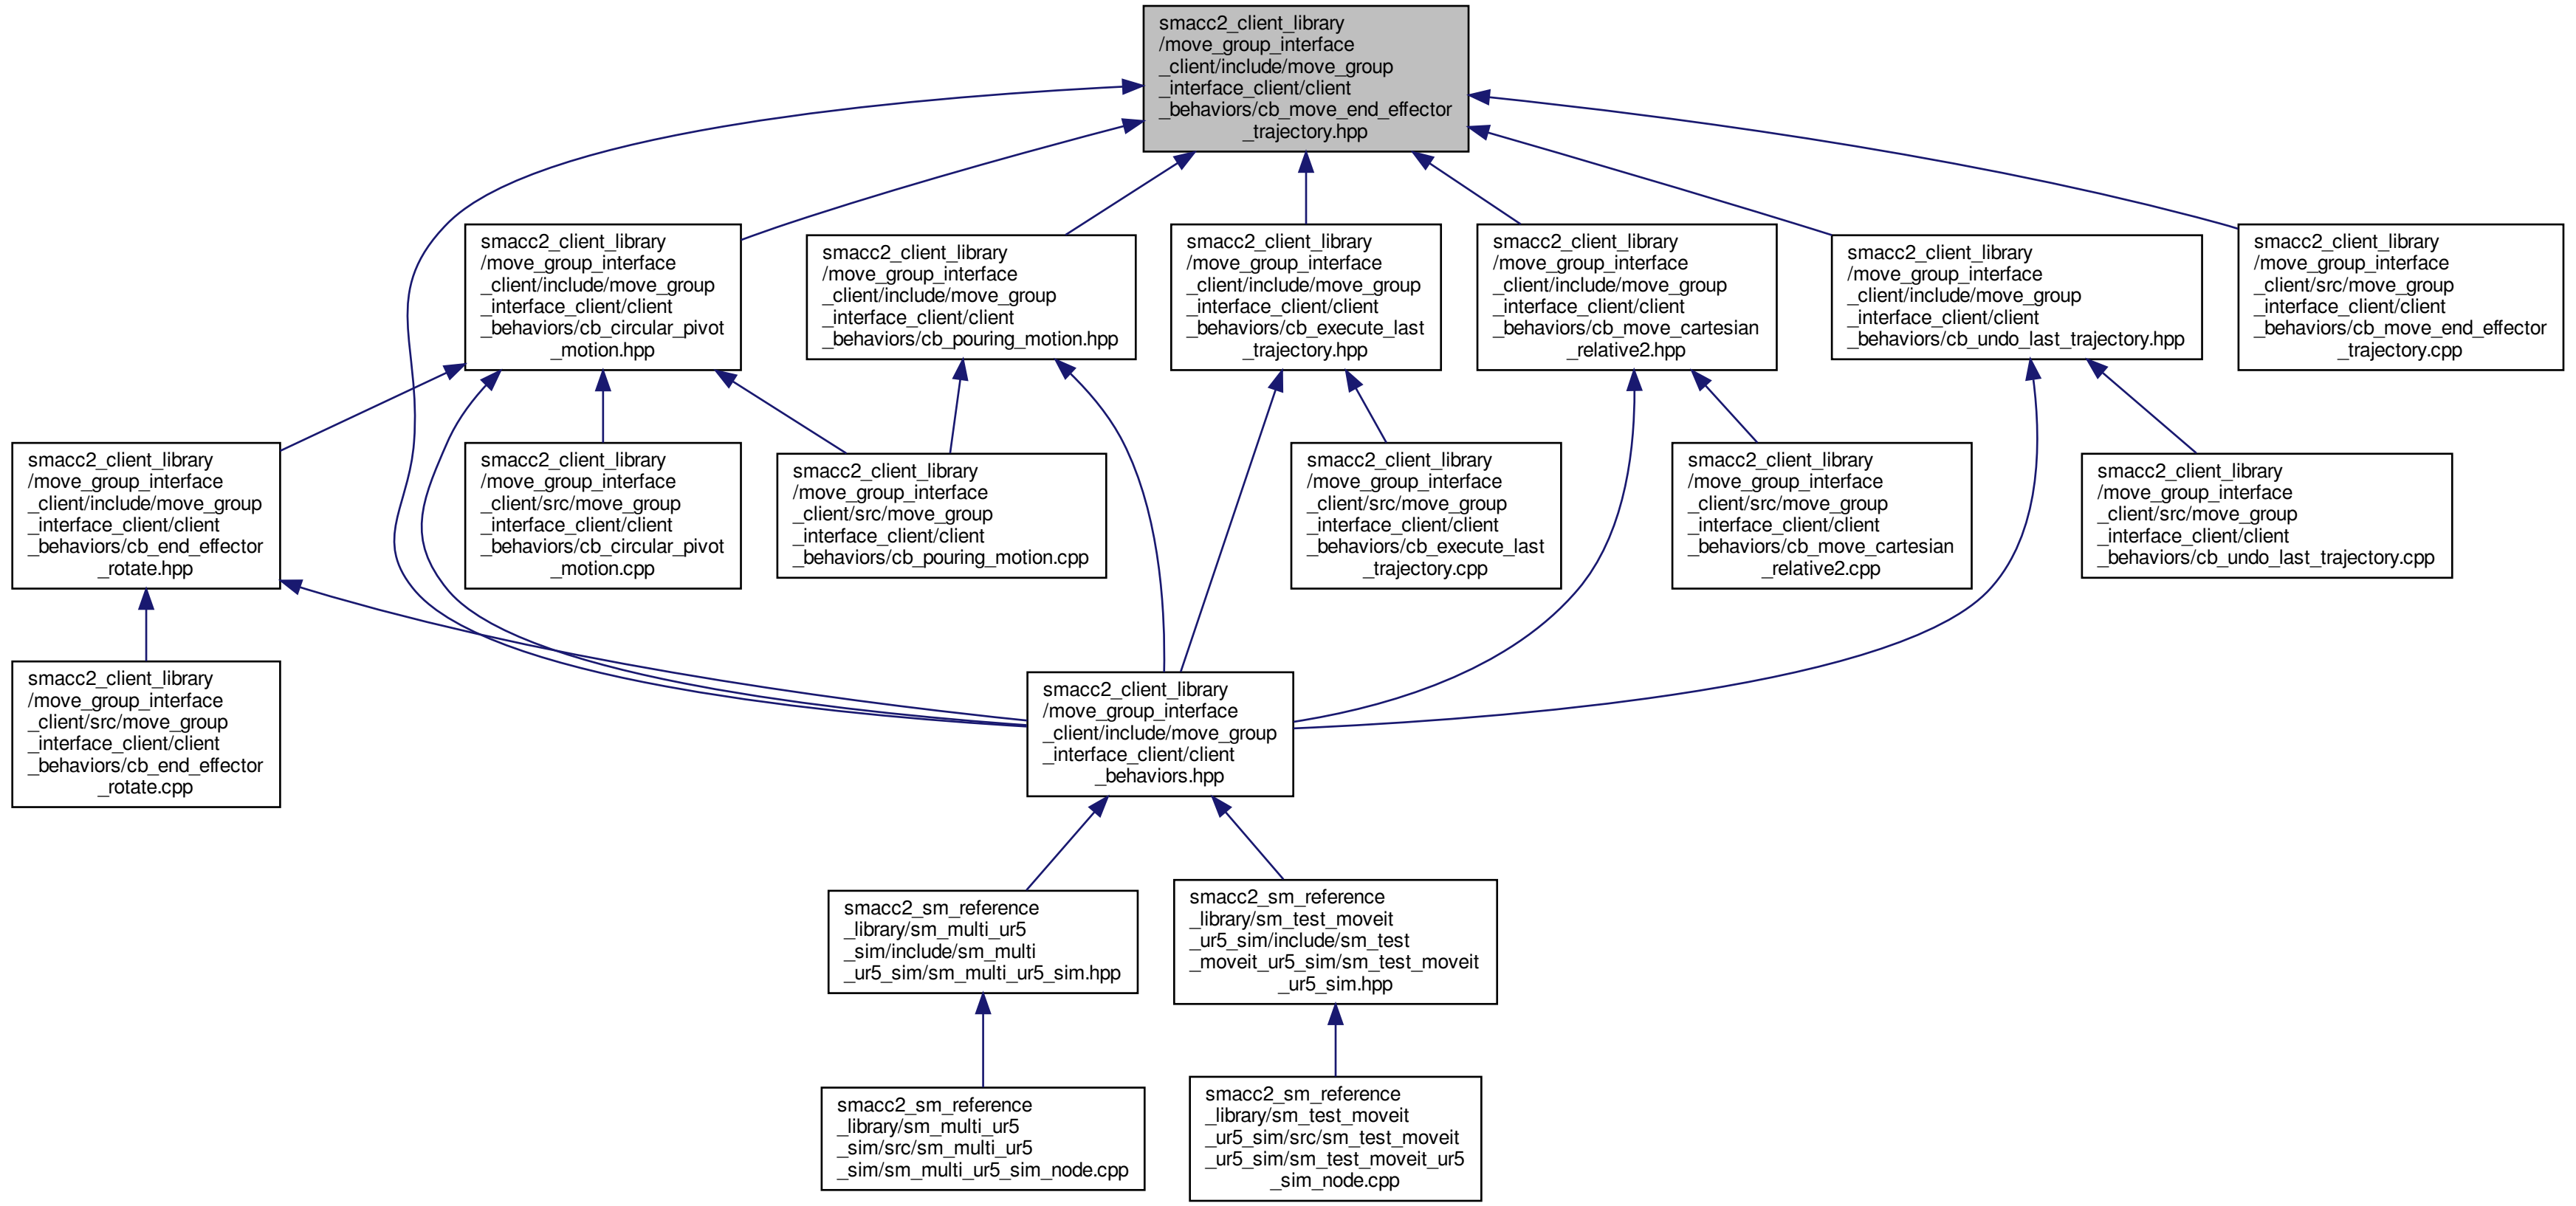 smacc2_client_library
/move_group_interface
_client/include/move_group
_interface_client/client
_behaviors/cb_move_end_effector
_trajectory.hpp
smacc2_client_library
/move_group_interface
_client/include/move_group
_interface_client/client
_behaviors/cb_circular_pivot
_motion.hpp
smacc2_client_library
/move_group_interface
_client/include/move_group
_interface_client/client
_behaviors/cb_pouring_motion.hpp
smacc2_client_library
/move_group_interface
_client/include/move_group
_interface_client/client
_behaviors/cb_execute_last
_trajectory.hpp
smacc2_client_library
/move_group_interface
_client/include/move_group
_interface_client/client
_behaviors/cb_move_cartesian
_relative2.hpp
smacc2_client_library
/move_group_interface
_client/include/move_group
_interface_client/client
_behaviors/cb_undo_last_trajectory.hpp
smacc2_client_library
/move_group_interface
_client/src/move_group
_interface_client/client
_behaviors/cb_move_end_effector
_trajectory.cpp
smacc2_client_library
/move_group_interface
_client/include/move_group
_interface_client/client
_behaviors/cb_end_effector
_rotate.hpp
smacc2_client_library
/move_group_interface
_client/src/move_group
_interface_client/client
_behaviors/cb_circular_pivot
_motion.cpp
smacc2_client_library
/move_group_interface
_client/src/move_group
_interface_client/client
_behaviors/cb_pouring_motion.cpp
smacc2_client_library
/move_group_interface
_client/src/move_group
_interface_client/client
_behaviors/cb_execute_last
_trajectory.cpp
smacc2_client_library
/move_group_interface
_client/src/move_group
_interface_client/client
_behaviors/cb_move_cartesian
_relative2.cpp
smacc2_client_library
/move_group_interface
_client/src/move_group
_interface_client/client
_behaviors/cb_undo_last_trajectory.cpp
smacc2_client_library
/move_group_interface
_client/src/move_group
_interface_client/client
_behaviors/cb_end_effector
_rotate.cpp
smacc2_client_library
/move_group_interface
_client/include/move_group
_interface_client/client
_behaviors.hpp
smacc2_sm_reference
_library/sm_multi_ur5
_sim/include/sm_multi
_ur5_sim/sm_multi_ur5_sim.hpp
smacc2_sm_reference
_library/sm_test_moveit
_ur5_sim/include/sm_test
_moveit_ur5_sim/sm_test_moveit
_ur5_sim.hpp
smacc2_sm_reference
_library/sm_multi_ur5
_sim/src/sm_multi_ur5
_sim/sm_multi_ur5_sim_node.cpp
smacc2_sm_reference
_library/sm_test_moveit
_ur5_sim/src/sm_test_moveit
_ur5_sim/sm_test_moveit_ur5
_sim_node.cpp